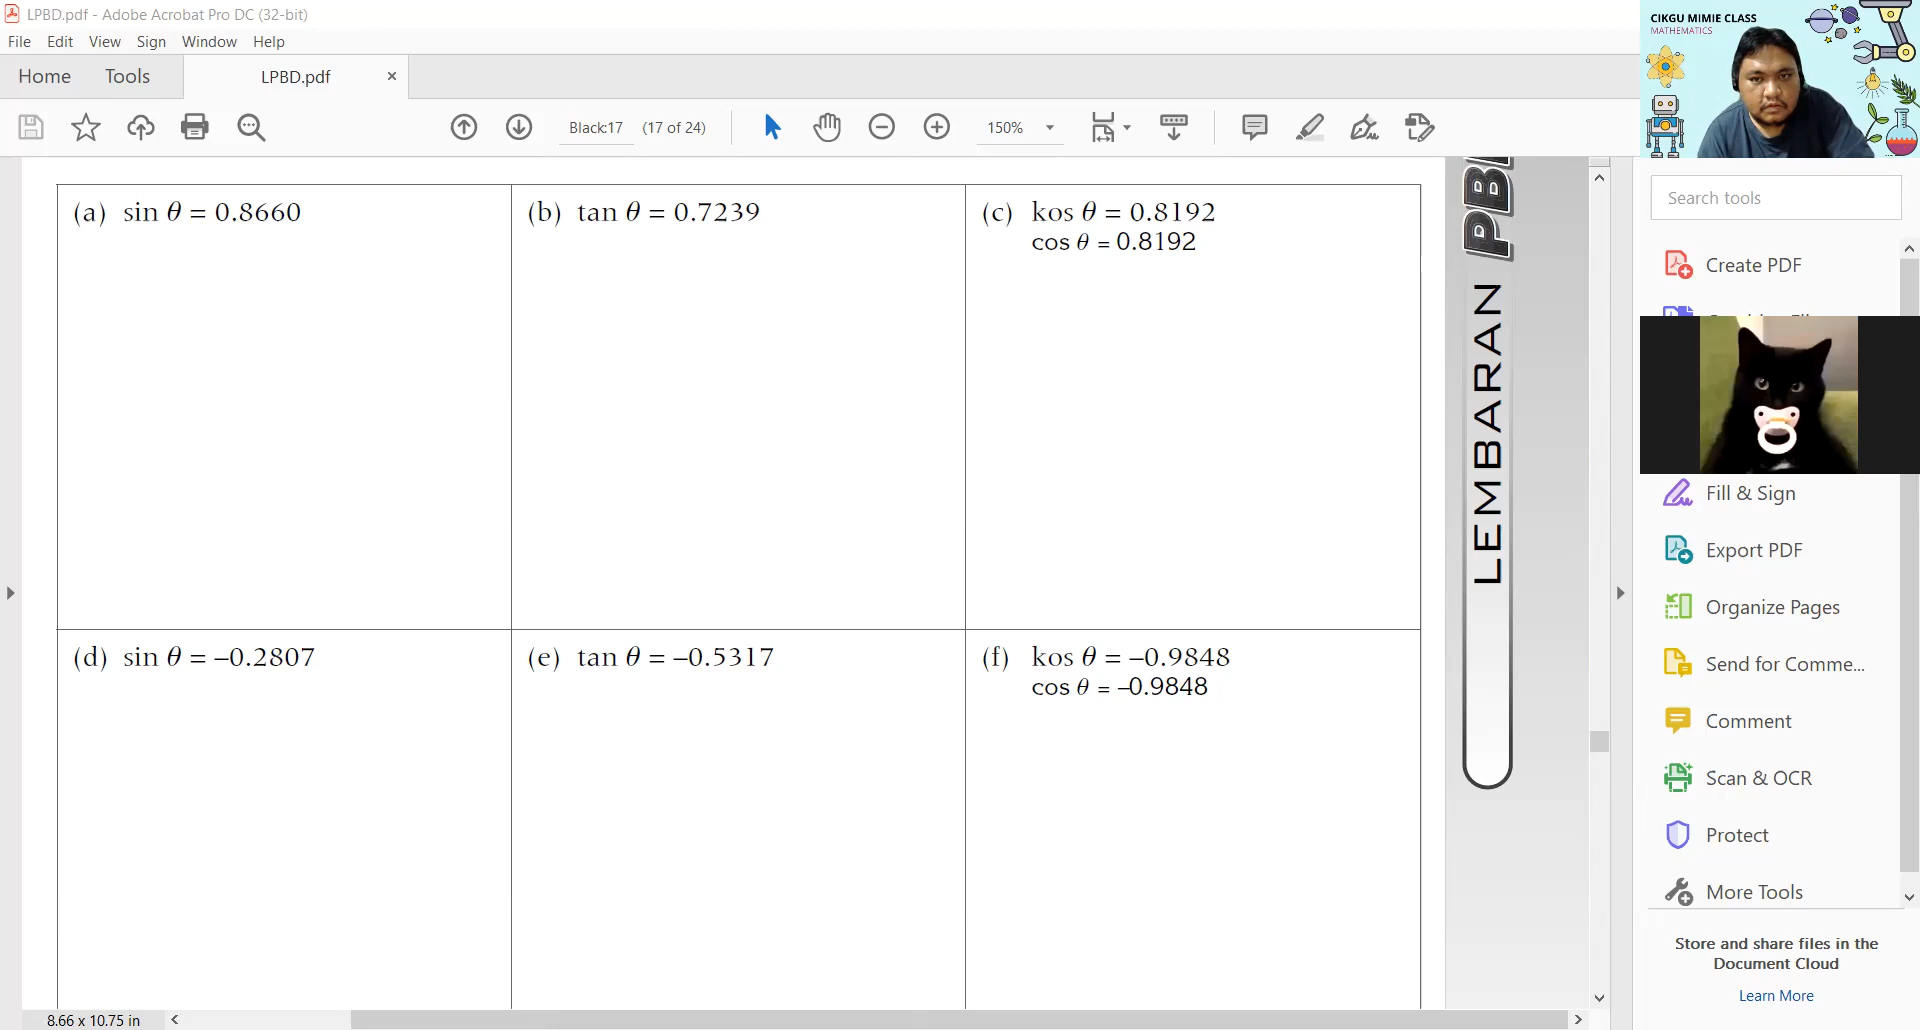 LPBD.pdf - Adobe Acrobat Pro DC (32-bit)
File Edit View Sign Window Help
Home Tools LPBD.pdf
Black:17 (17 of 24) 150%
CIKGU MIMIE CLASS
MATHEMATICS
(a) sin θ = 0.8660
(b) tan θ = 0.7239
(c) kos θ = 0.8192
cos θ = 0.8192
(d) sin θ = –0.2807
(e) tan θ = –0.5317
(f) kos θ = –0.9848
cos θ = –0.9848
LEMBARAN
Search tools
Create PDF
Fill & Sign
Export PDF
Organize Pages
Send for Comme...
Comment
Scan & OCR
Protect
More Tools
Store and share files in the
Document Cloud
Learn More
8.66 x 10.75 in